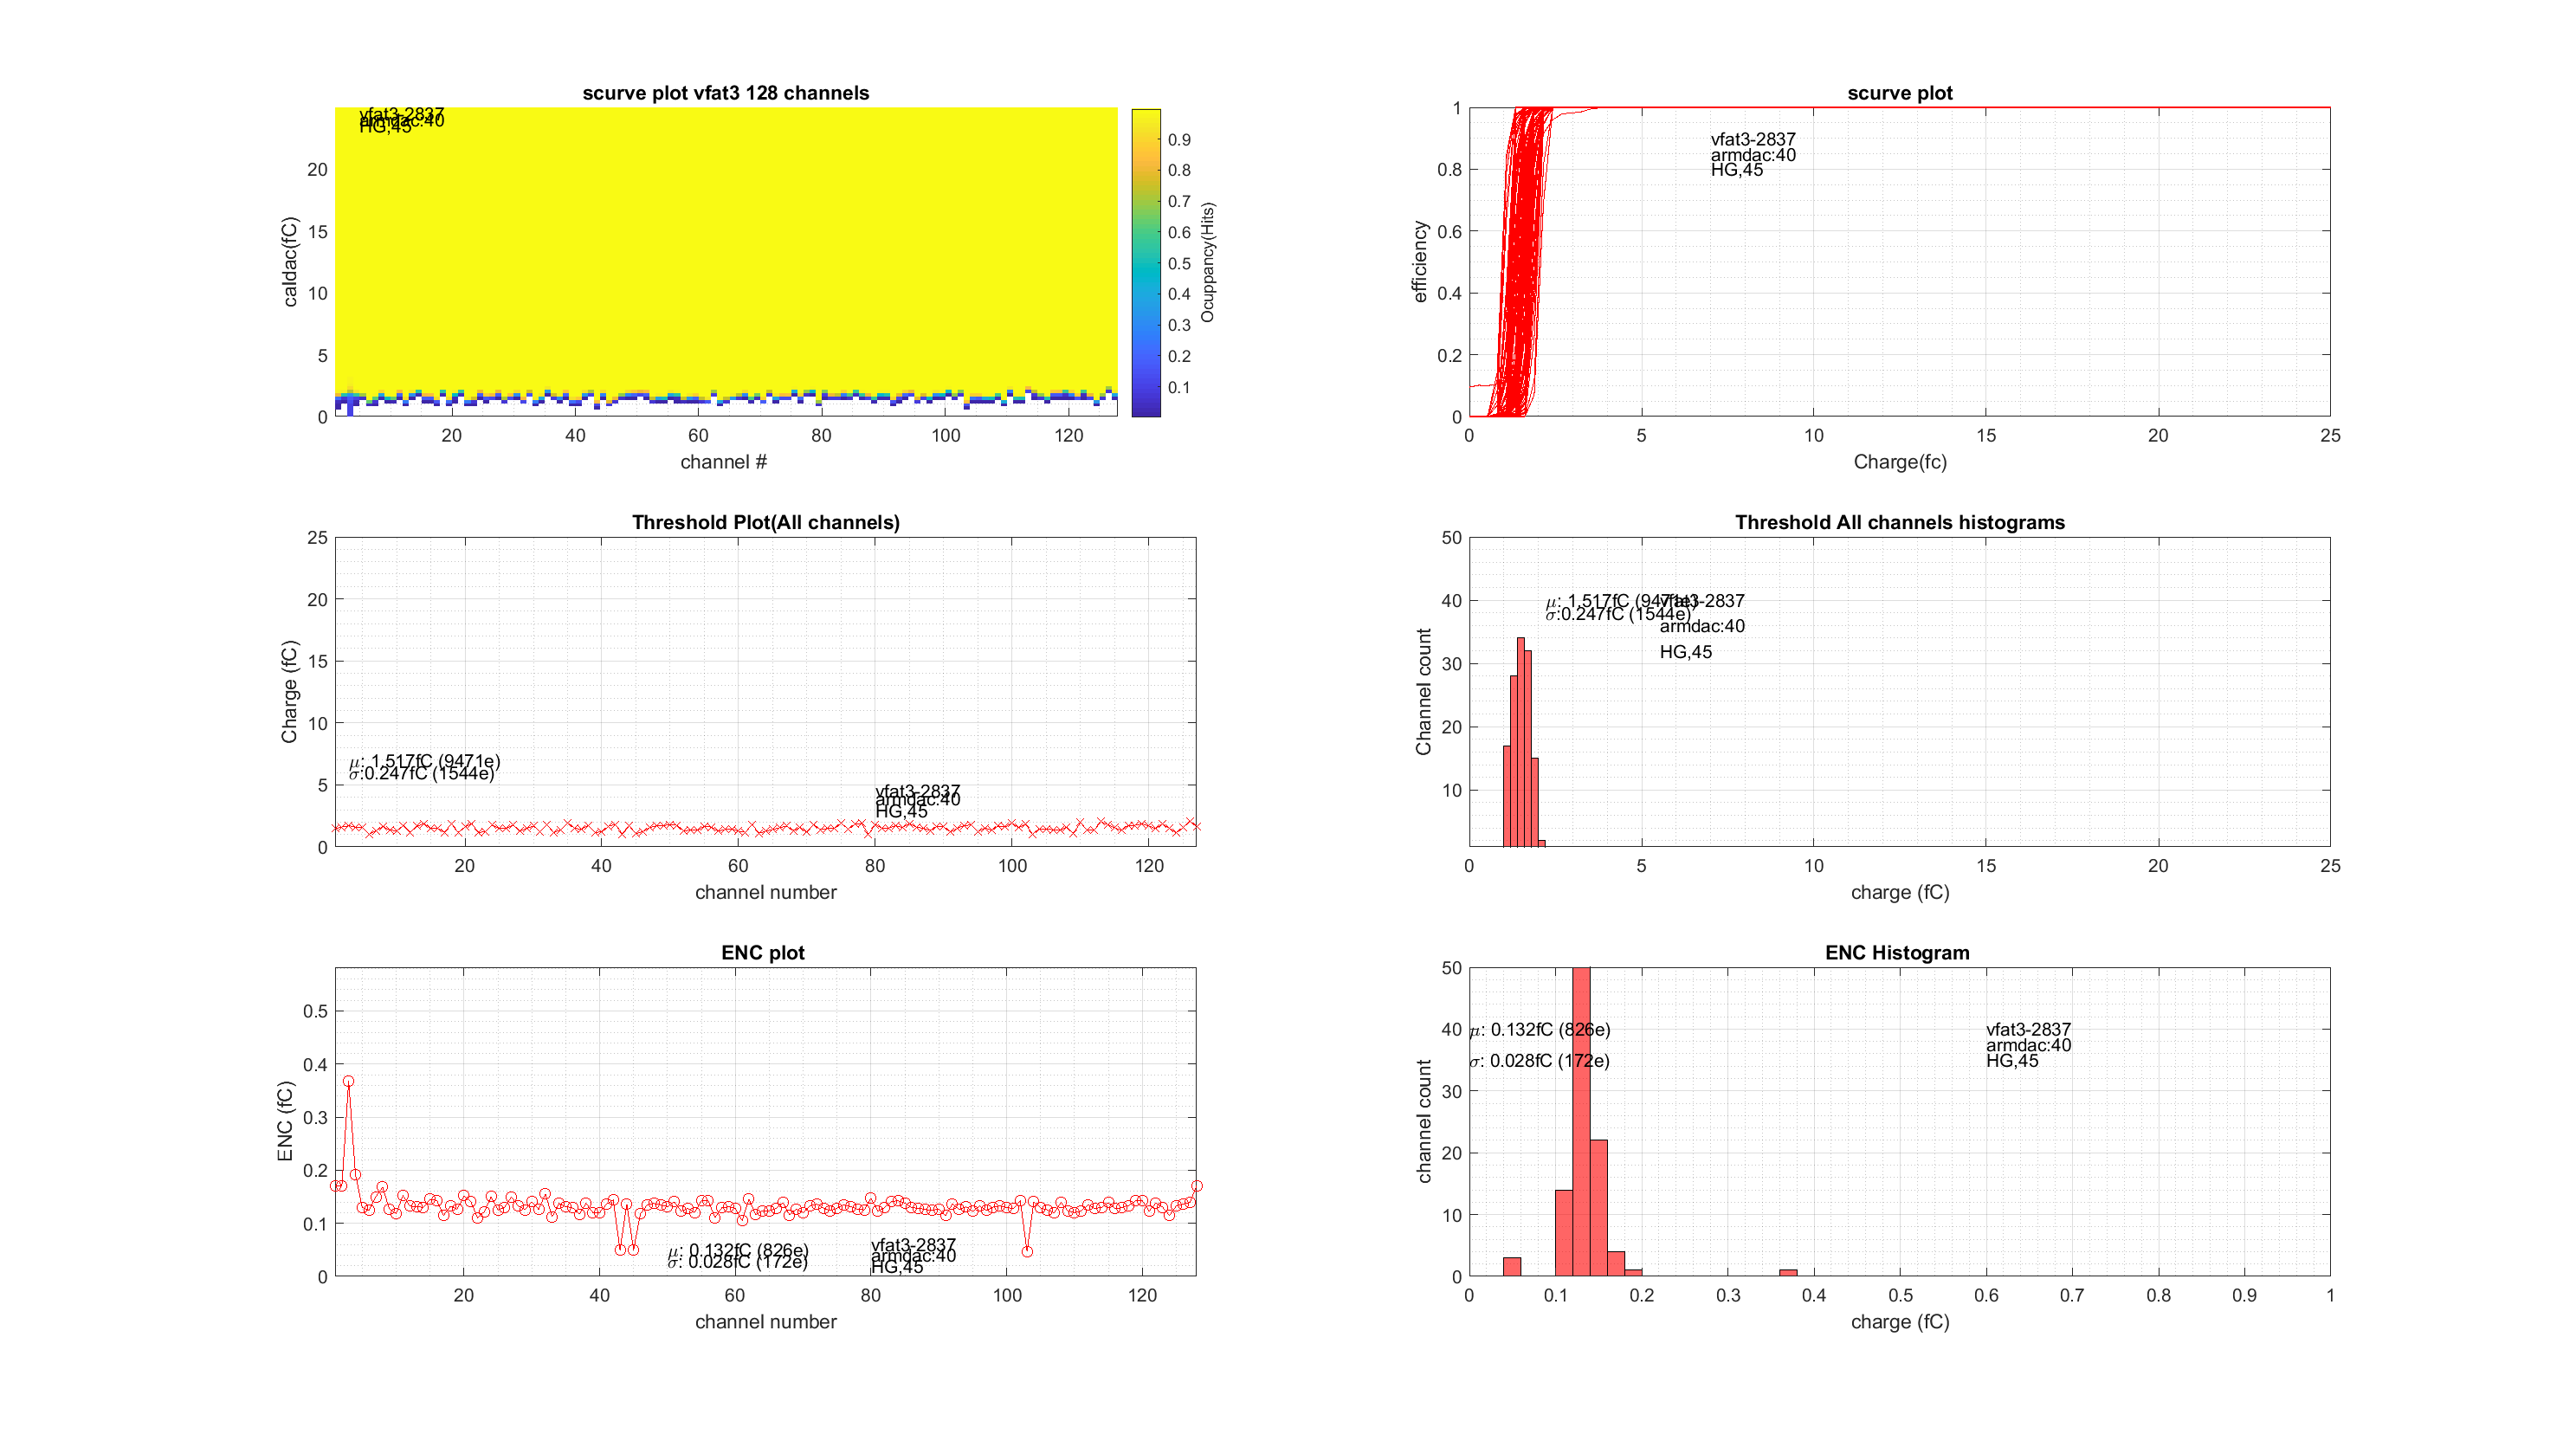 scurve plot vfat3 128 channels
vfat3-2837
armdac:40
HG,45
caldac(fC)
20
15
10
5
0
20 40 60 80 100 120
channel #
0.9
0.8
0.7
0.6
0.5
0.4
0.3
0.2
0.1
Ocuppancy(Hits)
scurve plot
vfat3-2837
armdac:40
HG,45
efficiency
1
0.8
0.6
0.4
0.2
0
0 5 10 15 20 25
Charge(fc)
Threshold Plot(All channels)
Charge (fC)
25
20
15
10
5
0
μ: 1.517fC (9471e)
σ:0.247fC (1544e)
vfat3-2837
armdac:40
HG,45
20 40 60 80 100 120
channel number
Threshold All channels histograms
Channel count
50
40
30
20
10
μ: 1.517fC (9471e)
σ:0.247fC (1544e)
vfat3-2837
armdac:40
HG,45
0 5 10 15 20 25
charge (fC)
ENC plot
ENC (fC)
0.5
0.4
0.3
0.2
0.1
0
μ: 0.132fC (826e)
σ: 0.028fC (172e)
vfat3-2837
armdac:40
HG,45
20 40 60 80 100 120
channel number
ENC Histogram
channel count
50
40
30
20
10
0
μ: 0.132fC (826e)
σ: 0.028fC (172e)
vfat3-2837
armdac:40
HG,45
0 0.1 0.2 0.3 0.4 0.5 0.6 0.7 0.8 0.9 1
charge (fC)